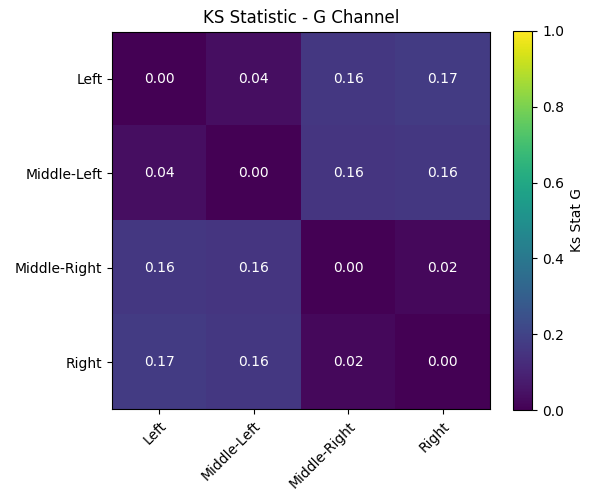 KS Statistic - G Channel
Left 0.00 0.04 0.16 0.17
Middle-Left 0.04 0.00 0.16 0.16
Middle-Right 0.16 0.16 0.00 0.02
Right 0.17 0.16 0.02 0.00
Left Middle-Left Middle-Right Right
1.0
0.8
0.6
0.4
0.2
0.0
Ks Stat G